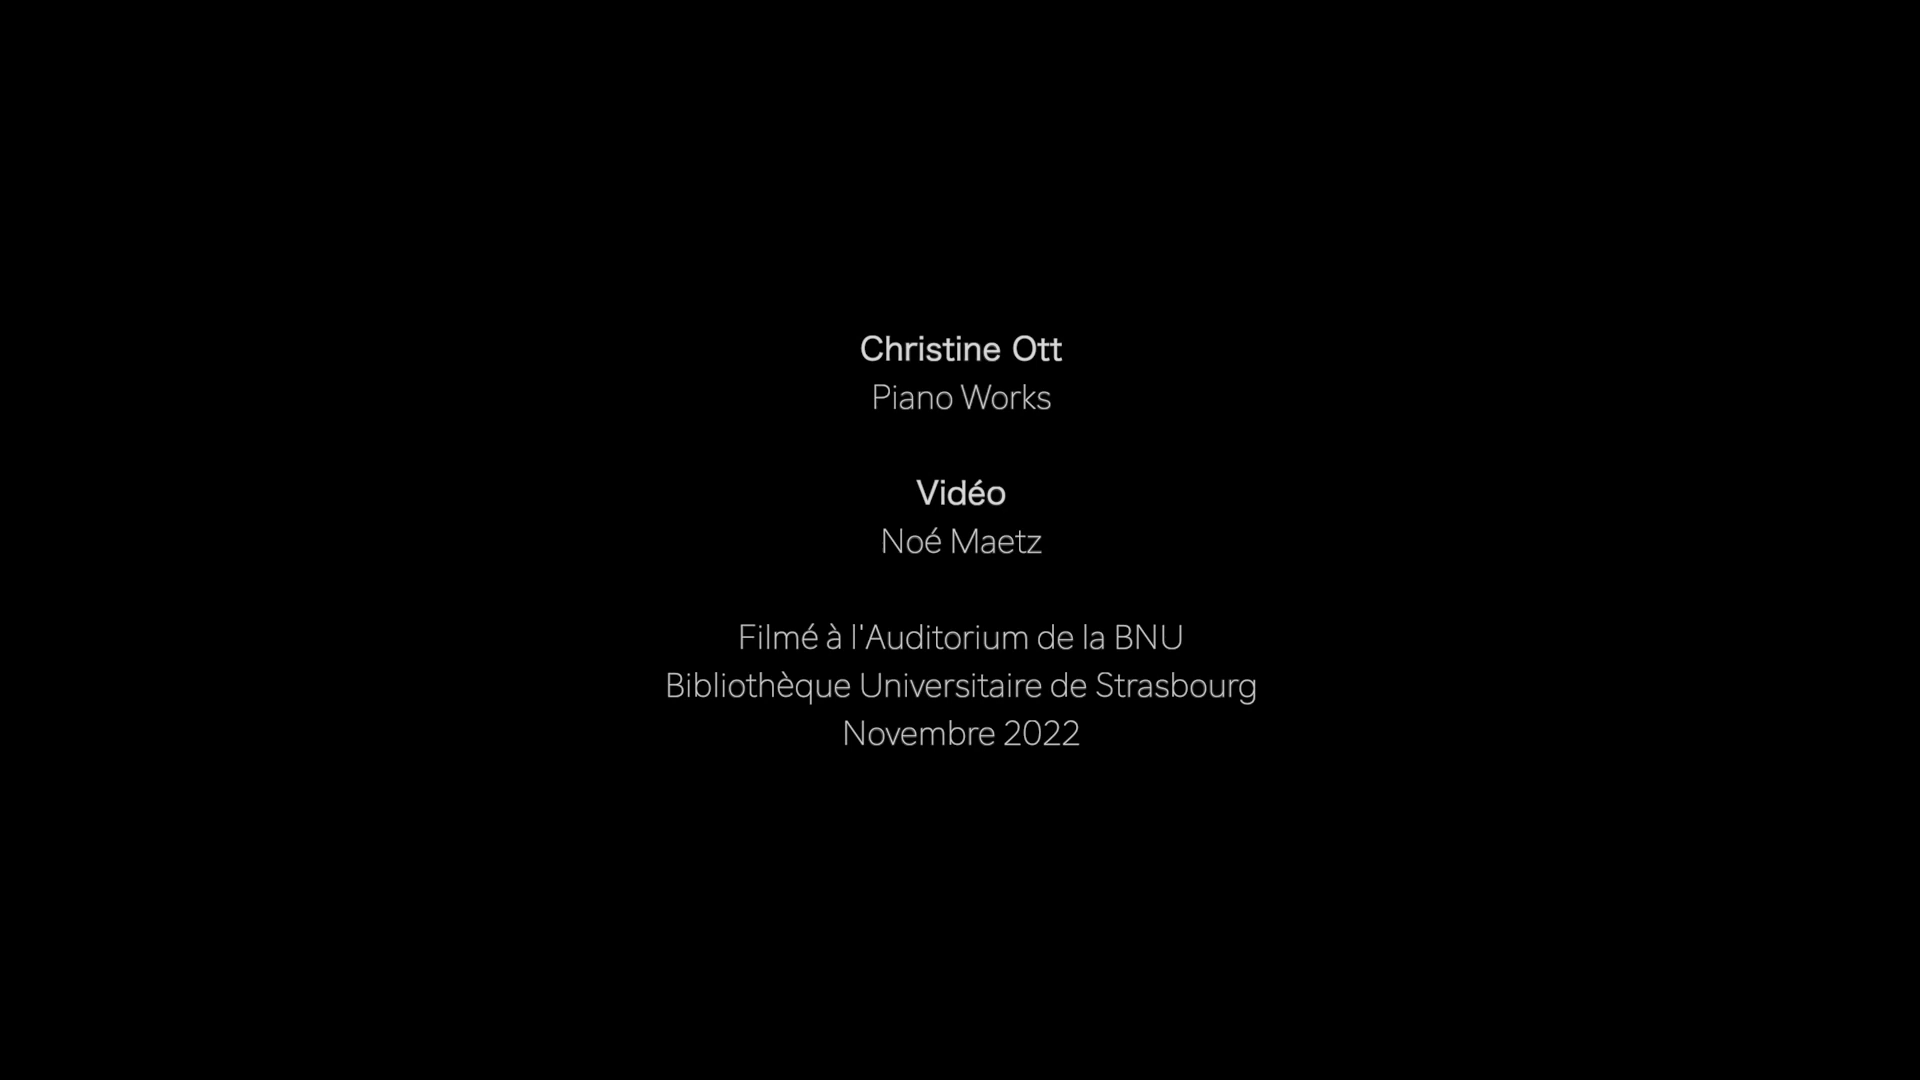 Christine Ott
Piano Works
Vidéo
Noé Maetz
Filmé à l'Auditorium de la BNU
Bibliothèque Universitaire de Strasbourg
Novembre 2022